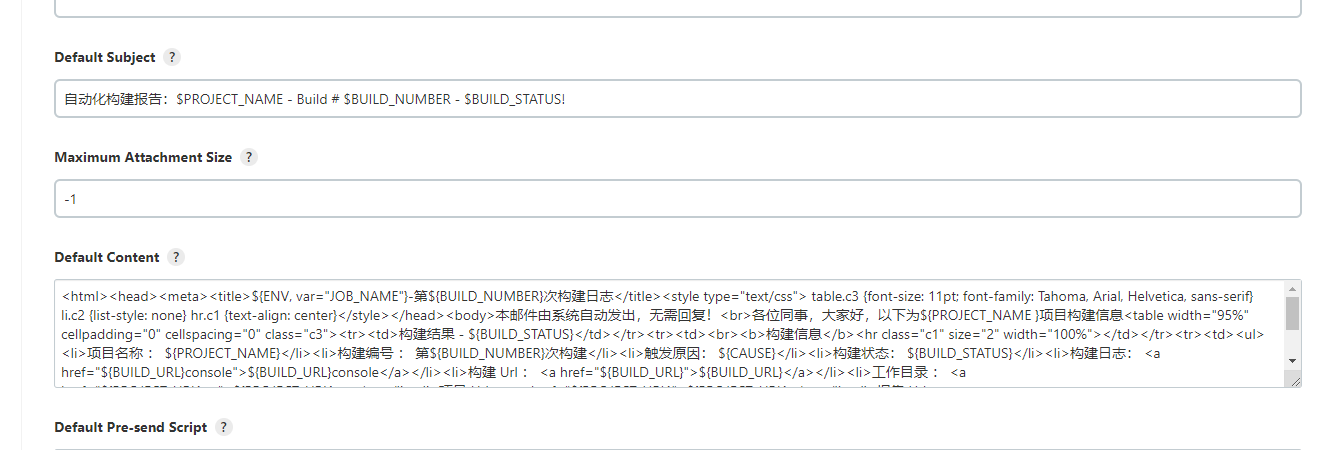 Default Subject ?
自动化构建报告：$PROJECT_NAME - Build # $BUILD_NUMBER - $BUILD_STATUS!
Maximum Attachment Size ?
-1
Default Content ?
<html><head><meta><title>${ENV, var="JOB_NAME"}-第${BUILD_NUMBER}次构建日志</title><style type="text/css"> table.c3 {font-size: 11pt; font-family: Tahoma, Arial, Helvetica, sans-serif}
li.c2 {list-style: none} hr.c1 {text-align: center}</style></head><body>本邮件由系统自动发出，无需回复！<br>各位同事，大家好，以下为${PROJECT_NAME }项目构建信息<table width="95%"
cellpadding="0" cellspacing="0" class="c3"><tr><td>构建结果 - ${BUILD_STATUS}</td></tr><tr><td><br><b>构建信息</b><hr class="c1" size="2" width="100%"></td></tr><tr><td><ul>
<li>项目名称 ： ${PROJECT_NAME}</li><li>构建编号 ： 第${BUILD_NUMBER}次构建</li><li>触发原因： ${CAUSE}</li><li>构建状态： ${BUILD_STATUS}</li><li>构建日志： <a
href="${BUILD_URL}console">${BUILD_URL}console</a></li><li>构建 Url ： <a href="${BUILD_URL}">${BUILD_URL}</a></li><li>工作目录 ： <a
Default Pre-send Script ?